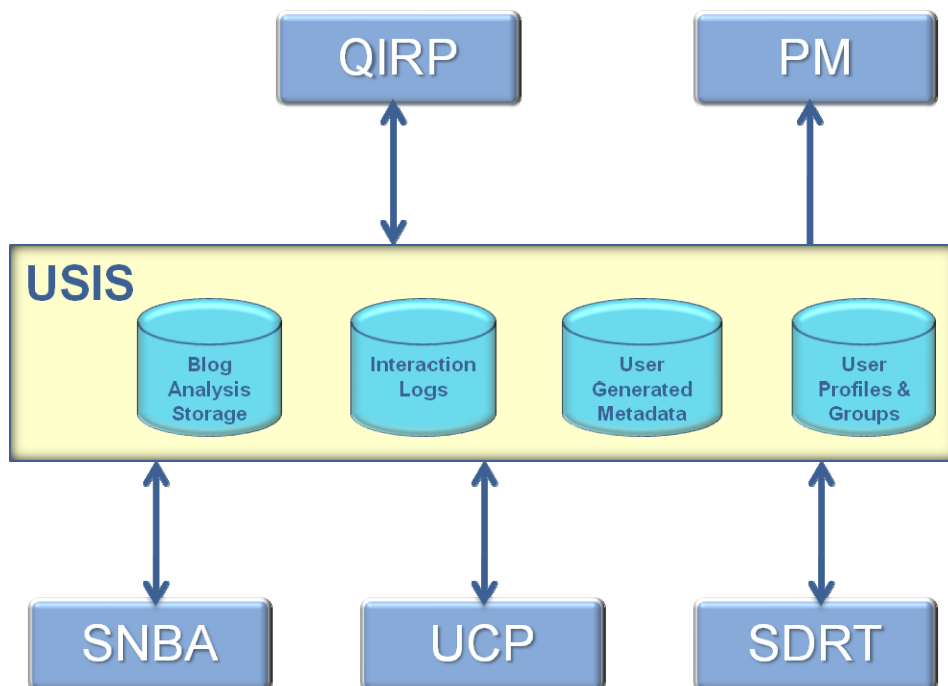 QIRP
PM
USIS
Blog
Analysis
Storage
Interaction
Logs
User
Generated
Metadata
User
Profiles &
Groups
SNBA
UCP
SDRT